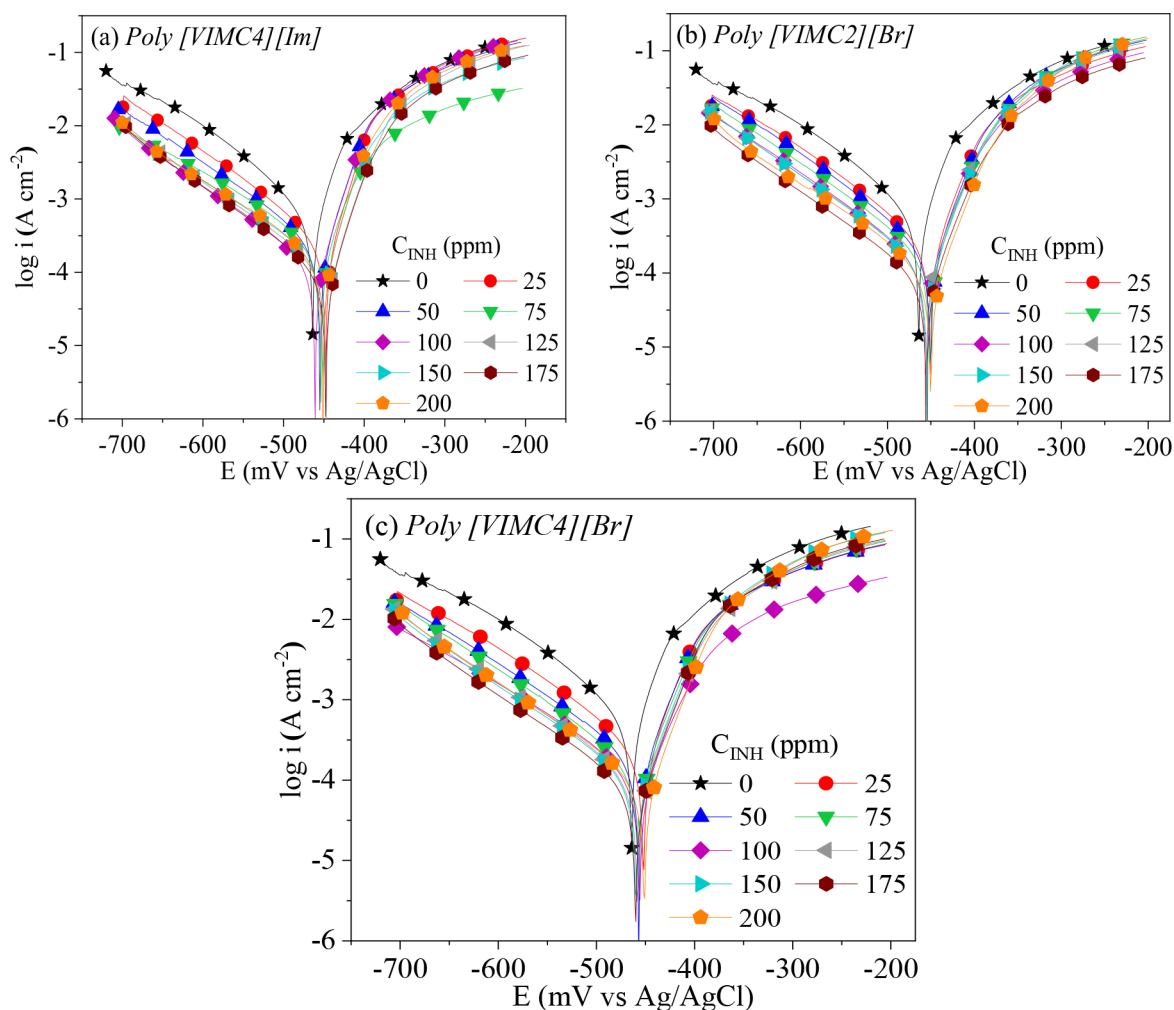 (a) Poly [VIMC4][Im]
log i (A cm⁻²)
-1
-2
-3
-4
-5
-6
C_INH (ppm)
0 25
50 75
100 125
150 175
200
-700 -600 -500 -400 -300 -200
E (mV vs Ag/AgCl)
(b) Poly [VIMC2][Br]
log i (A cm⁻²)
-1
-2
-3
-4
-5
-6
C_INH (ppm)
0 25
50 75
100 125
150 175
200
-700 -600 -500 -400 -300 -200
E (mV vs Ag/AgCl)
(c) Poly [VIMC4][Br]
log i (A cm⁻²)
-1
-2
-3
-4
-5
-6
C_INH (ppm)
0 25
50 75
100 125
150 175
200
-700 -600 -500 -400 -300 -200
E (mV vs Ag/AgCl)